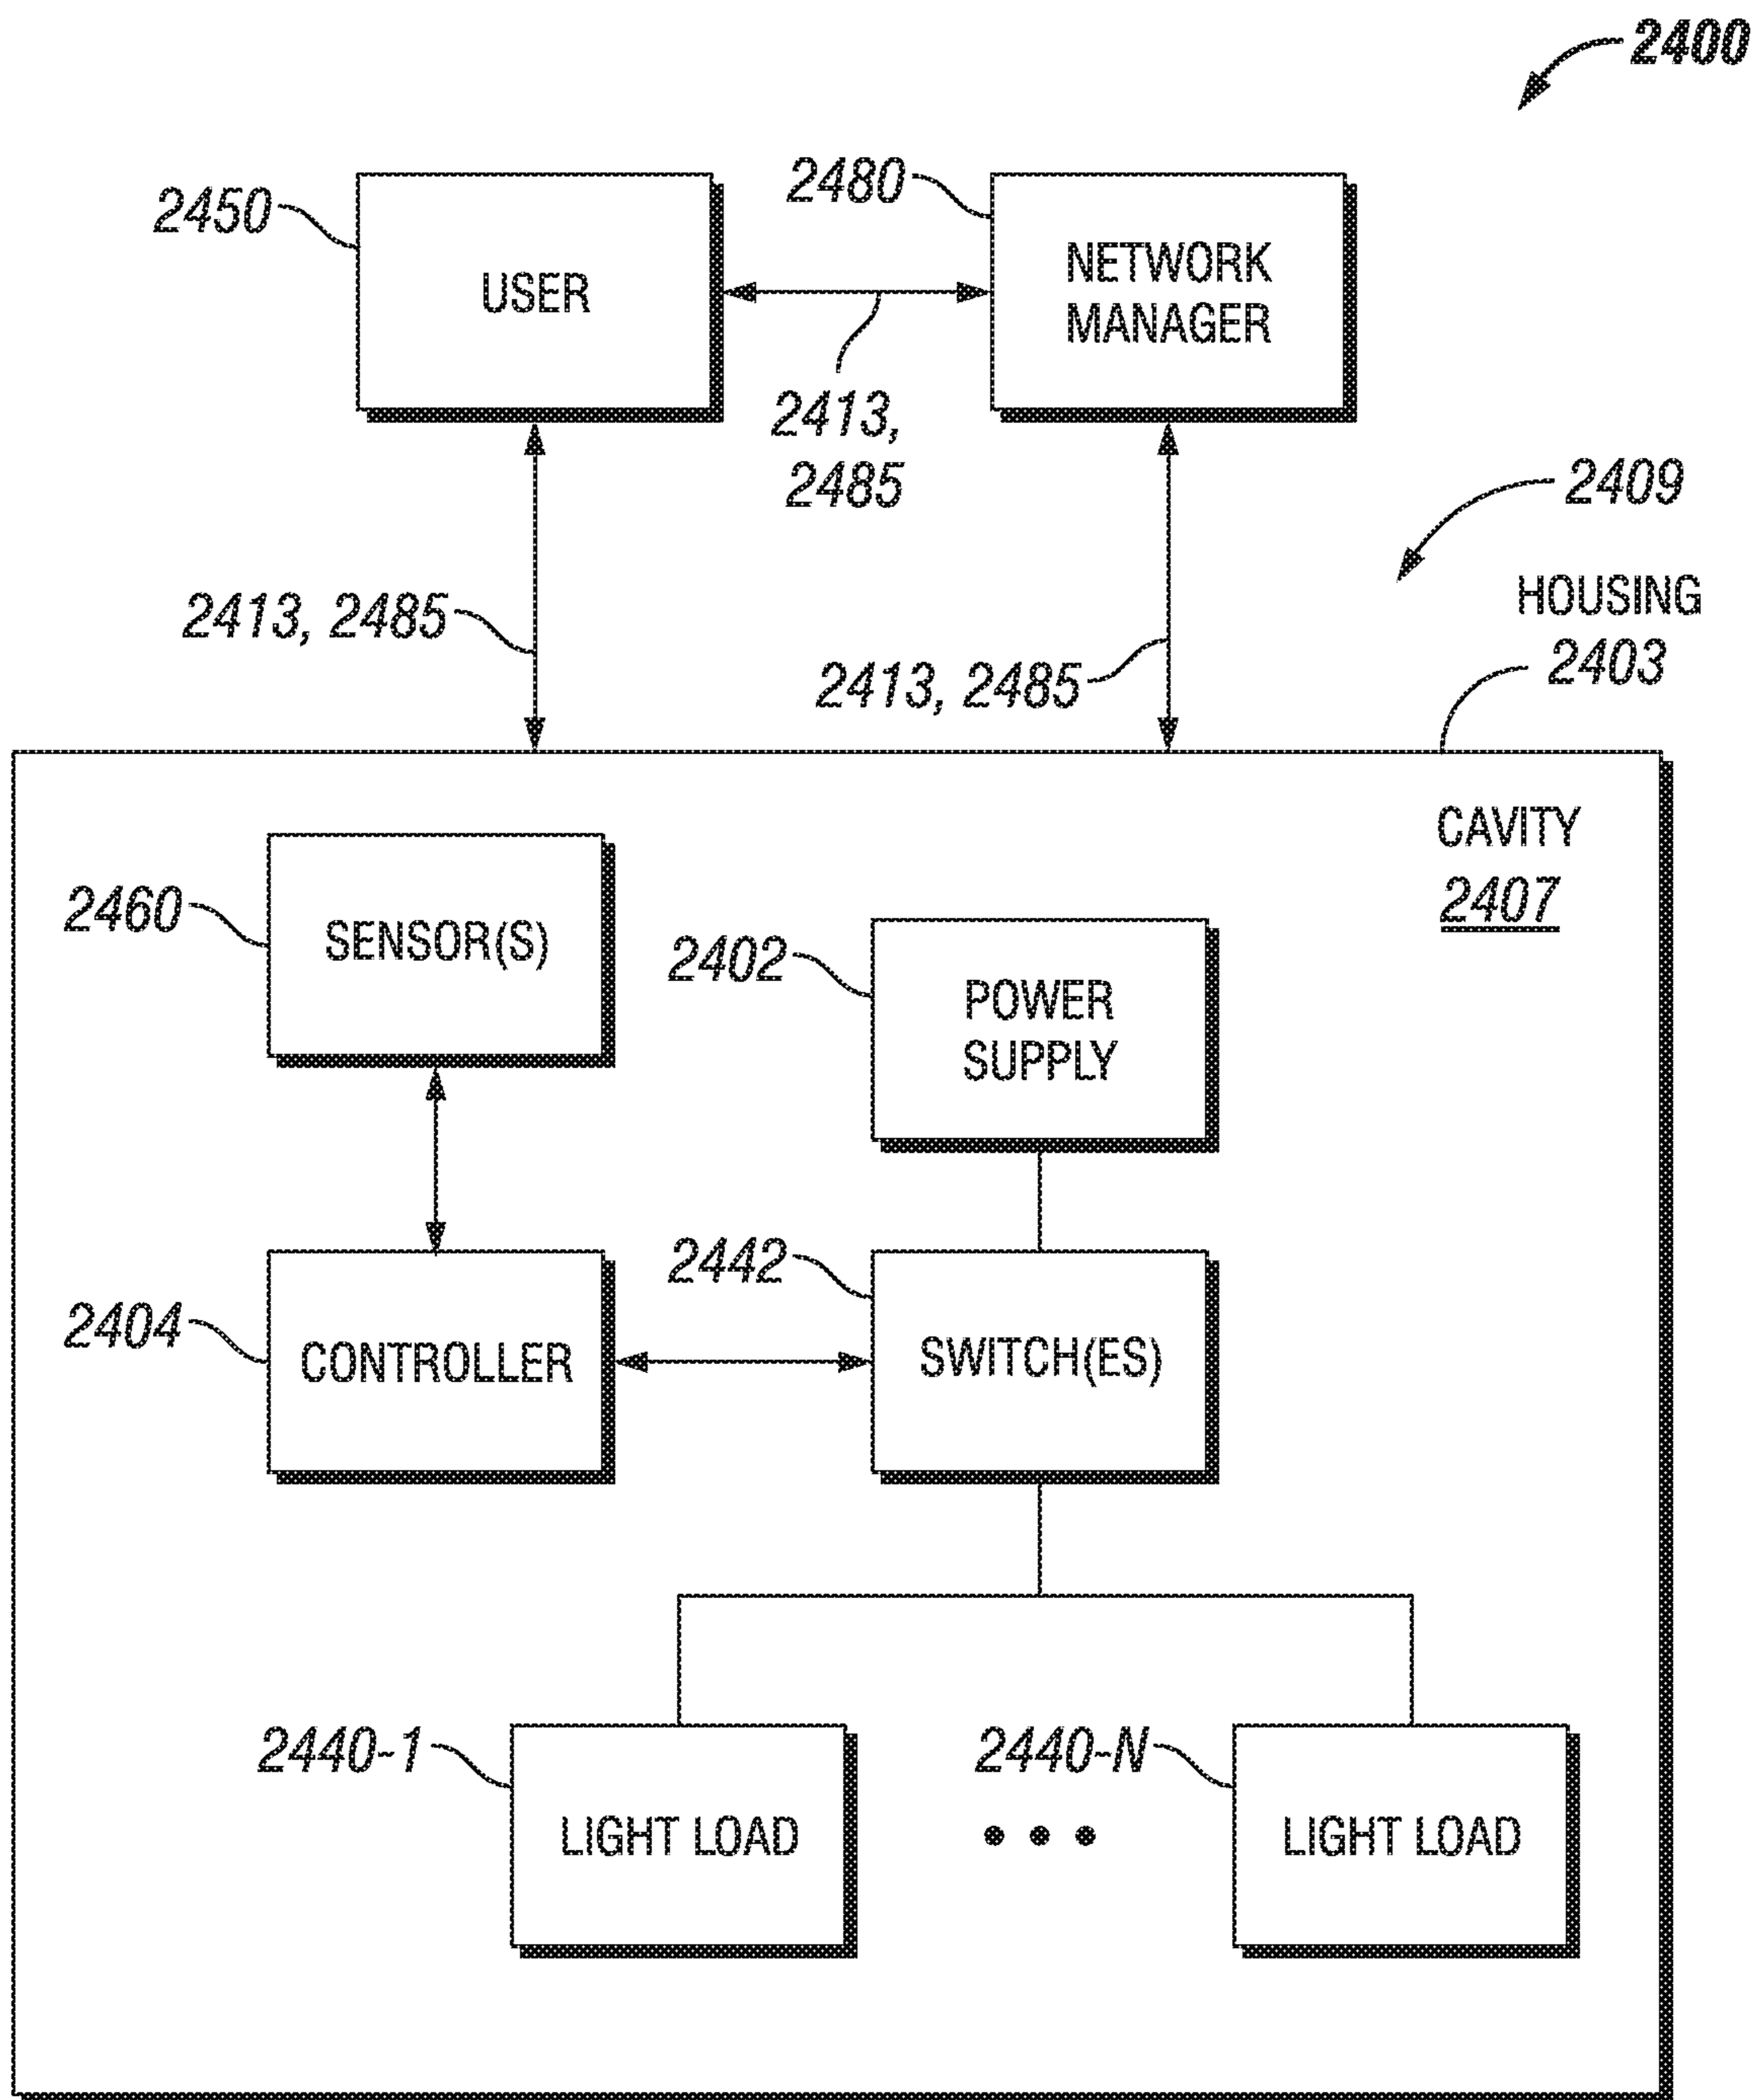 2400
2450
USER
2480
NETWORK
MANAGER
2413,
2485
2409
HOUSING
2403
2413, 2485
2413, 2485
CAVITY
2407
2460
SENSOR(S)
2402
POWER
SUPPLY
2404
CONTROLLER
2442
SWITCH(ES)
2440-1
LIGHT LOAD
2440-N
LIGHT LOAD